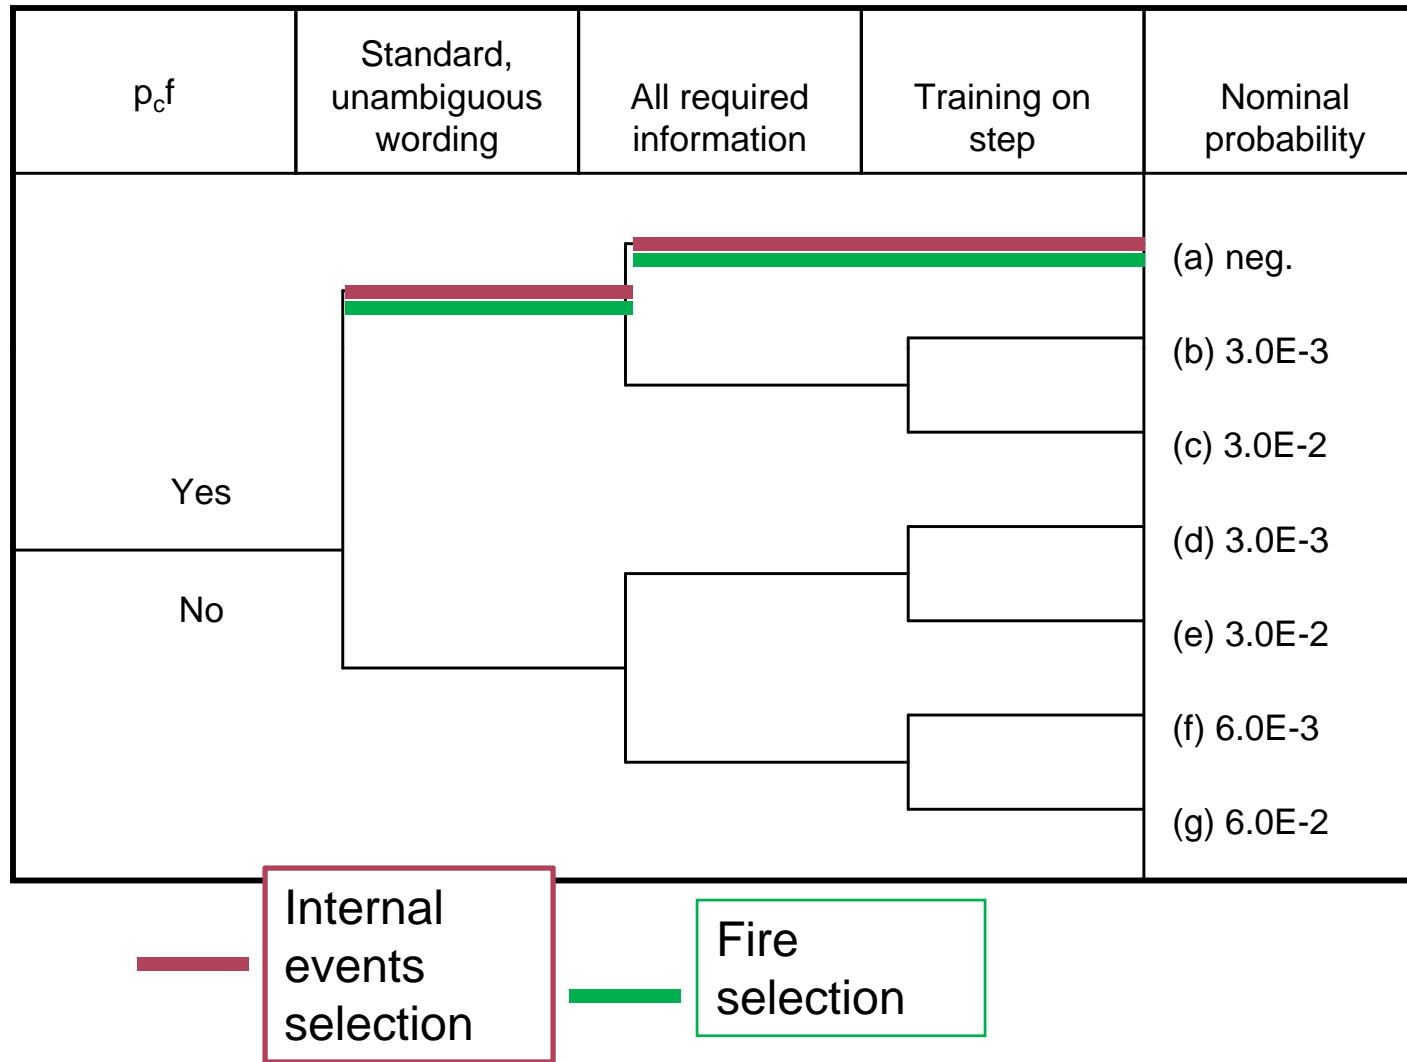 p_cf
Standard,
unambiguous
wording
All required
information
Training on
step
Nominal
probability
(a) neg.
(b) 3.0E-3
(c) 3.0E-2
Yes
(d) 3.0E-3
No
(e) 3.0E-2
(f) 6.0E-3
(g) 6.0E-2
Internal
events
selection
Fire
selection